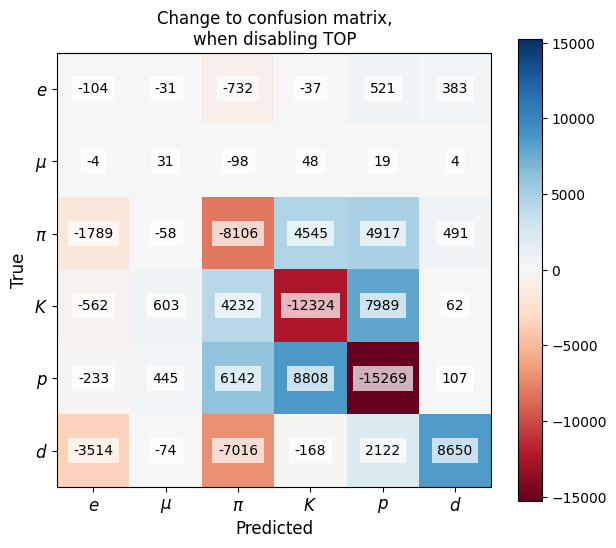 Change to confusion matrix,
when disabling TOP
e -104 -31 -732 -37 521 383
μ -4 31 -98 48 19 4
π -1789 -58 -8106 4545 4917 491
K -562 603 4232 -12324 7989 62
p -233 445 6142 8808 -15269 107
d -3514 -74 -7016 -168 2122 8650
e μ π K p d
Predicted
True
15000
10000
5000
0
−5000
−10000
−15000